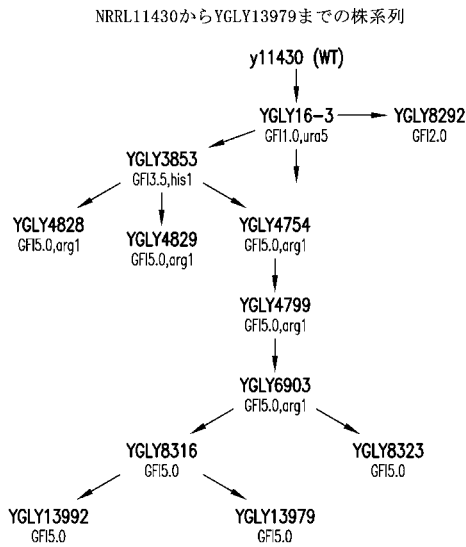 NRRL11430からYGLY13979までの株系列
y11430 (WT)
YGLY16-3
GFI1.0,ura5
YGLY8292
GFI2.0
YGLY3853
GFI3.5,his1
YGLY4828
GFI5.0,arg1
YGLY4829
GFI5.0,arg1
YGLY4754
GFI5.0,arg1
YGLY4799
GFI5.0,arg1
YGLY6903
GFI5.0,arg1
YGLY8316
GFI5.0
YGLY8323
GFI5.0
YGLY13992
GFI5.0
YGLY13979
GFI5.0